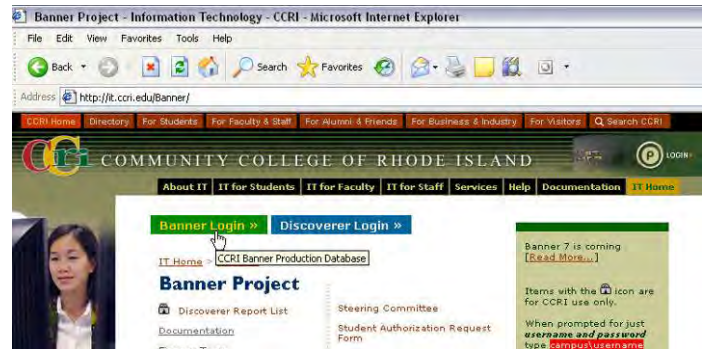 Banner Project - Information Technology - CCRI - Microsoft Internet Explorer
File Edit View Favorites Tools Help
Back Search Favorites
Address http://it.ccri.edu/Banner/
CCRI Home Directory For Students For Faculty & Staff For Alumni & Friends For Business & Industry For Visitors Search CCRI
CCRI COMMUNITY COLLEGE OF RHODE ISLAND P LOGIN
About IT IT for Students IT for Faculty IT for Staff Services Help Documentation IT Home
Banner Login » Discoverer Login »
CCRI Banner Production Database
IT Home >
Banner Project
Discoverer Report List
Documentation
Steering Committee
Student Authorization Request
Form
Banner 7 is coming
[Read More...]
Items with the icon are
for CCRI use only.
When prompted for just
username and password
type campus\username